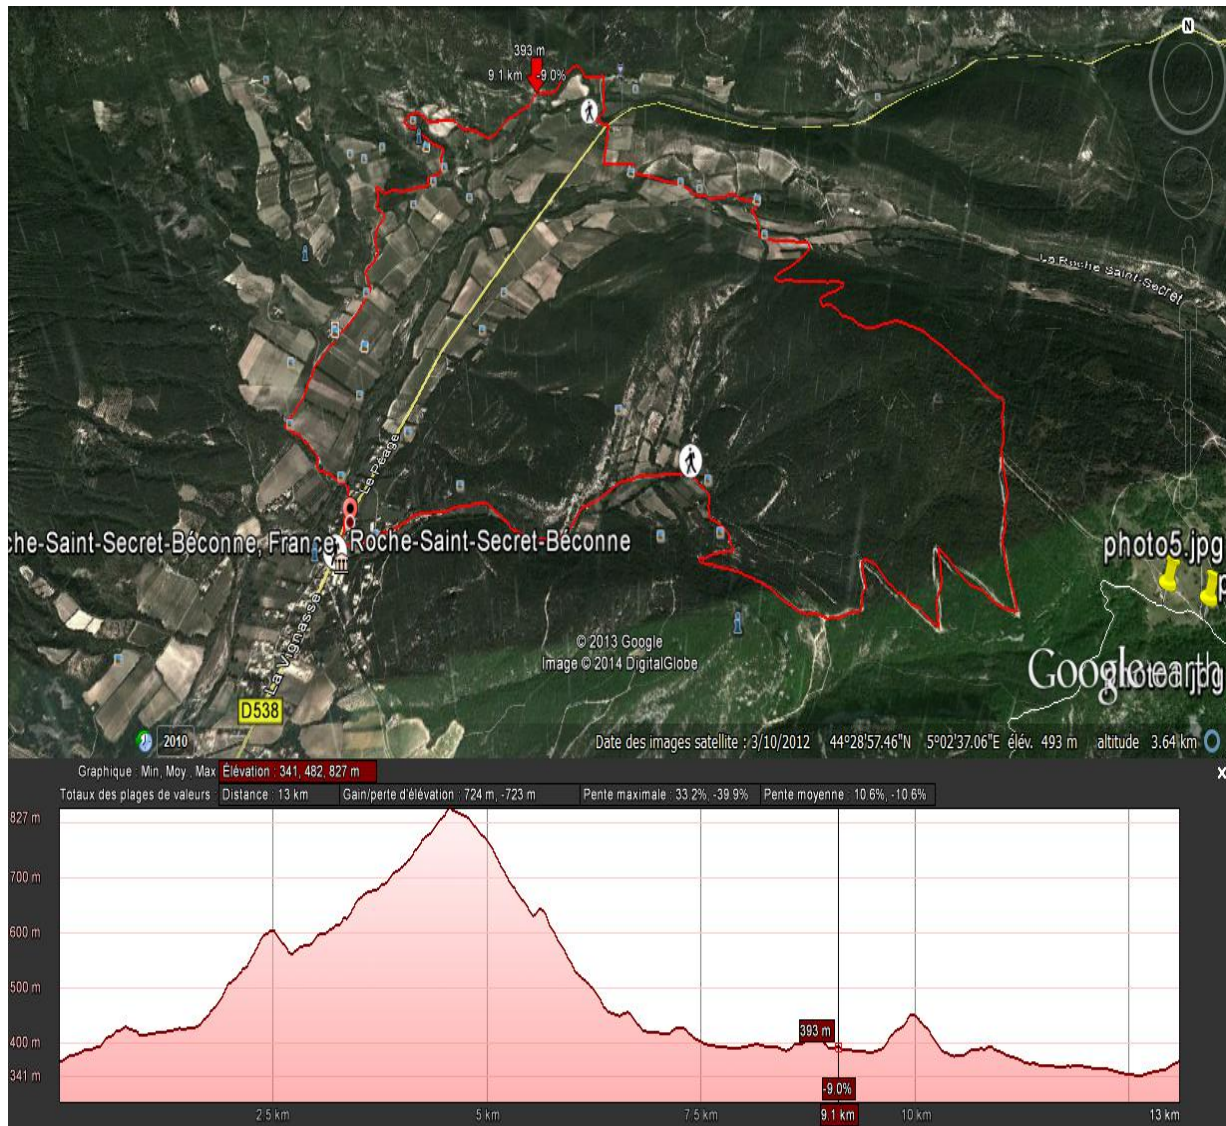 N
393 m
9.1 km -9.0%
La Roche Saint-Secret
Le Péage
che-Saint-Secret-Béconne, France
Roche-Saint-Secret-Béconne
photo5.jpg
La Vignasse
© 2013 Google
Image © 2014 DigitalGlobe
Google earth
D538
2010
Date des images satellite : 3/10/2012 44°28'57.46"N 5°02'37.06"E élév. 493 m altitude 3.64 km
Graphique : Min, Moy, Max Élévation : 341, 482, 827 m
x
Totaux des plages de valeurs : Distance : 13 km Gain/perte d'élévation : 724 m, -723 m Pente maximale : 33.2%, -39.9% Pente moyenne : 10.6%, -10.6%
827 m
700 m
600 m
500 m
400 m
341 m
393 m
-9.0%
2.5 km
5 km
7.5 km
9.1 km
10 km
13 km